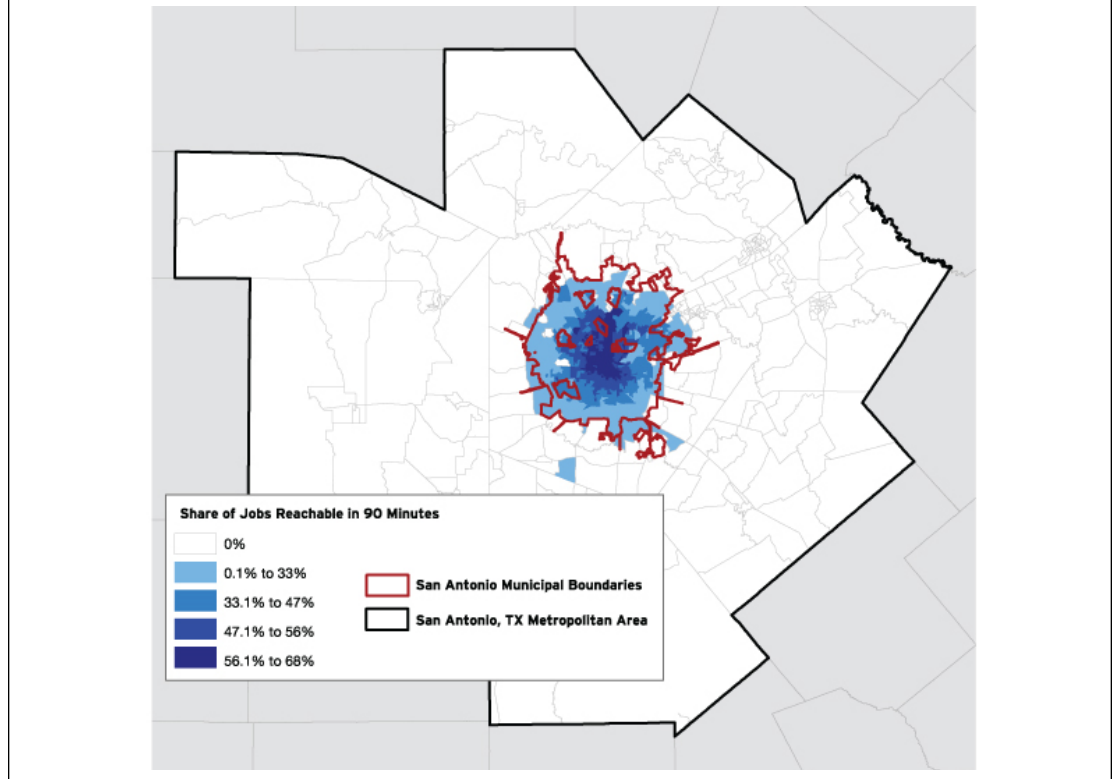 Share of Jobs Reachable in 90 Minutes
0%
0.1% to 33%
33.1% to 47%
47.1% to 56%
56.1% to 68%
San Antonio Municipal Boundaries
San Antonio, TX Metropolitan Area